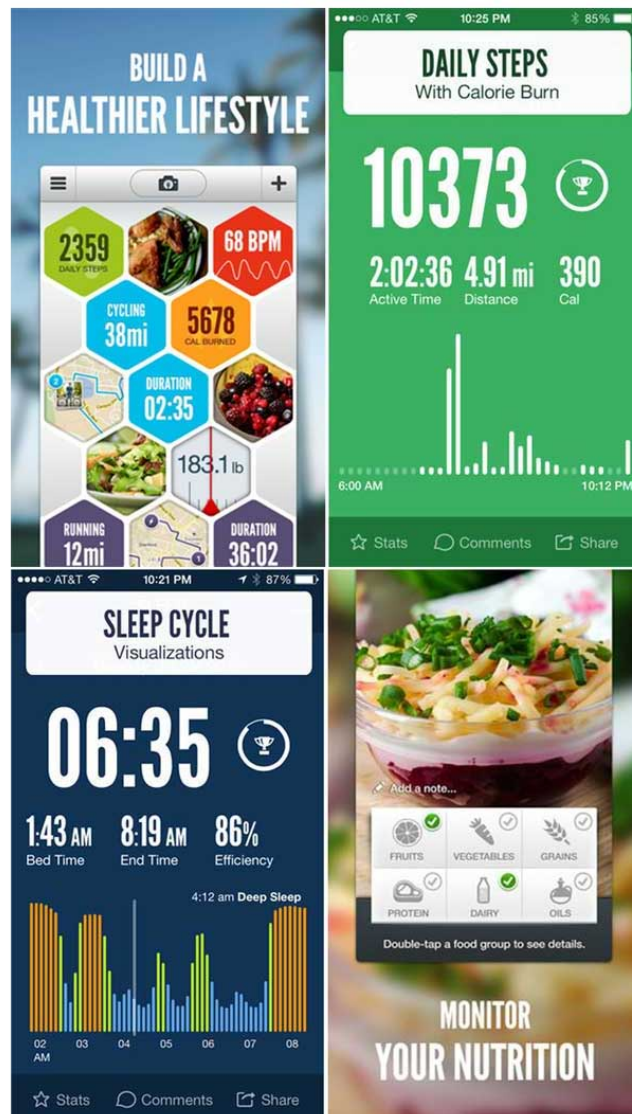 BUILD A
HEALTHIER LIFESTYLE
2359
DAILY STEPS
68 BPM
CYCLING
38mi
5678
CAL BURNED
2
DURATION
02:35
183.1 lb
RUNNING
12mi
DURATION
36:02
AT&T
10:25 PM
85%
DAILY STEPS
With Calorie Burn
10373
2:02:36 4.91 mi 390
Active Time Distance Cal
6:00 AM 10:12 PM
Stats Comments Share
AT&T
10:21 PM
87%
SLEEP CYCLE
Visualizations
06:35
1:43 AM 8:19 AM 86%
Bed Time End Time Efficiency
4:12 am Deep Sleep
02 03 04 05 06 07 08
AM
Stats Comments Share
Add a note...
FRUITS VEGETABLES GRAINS
PROTEIN DAIRY OILS
Double-tap a food group to see details.
MONITOR
YOUR NUTRITION